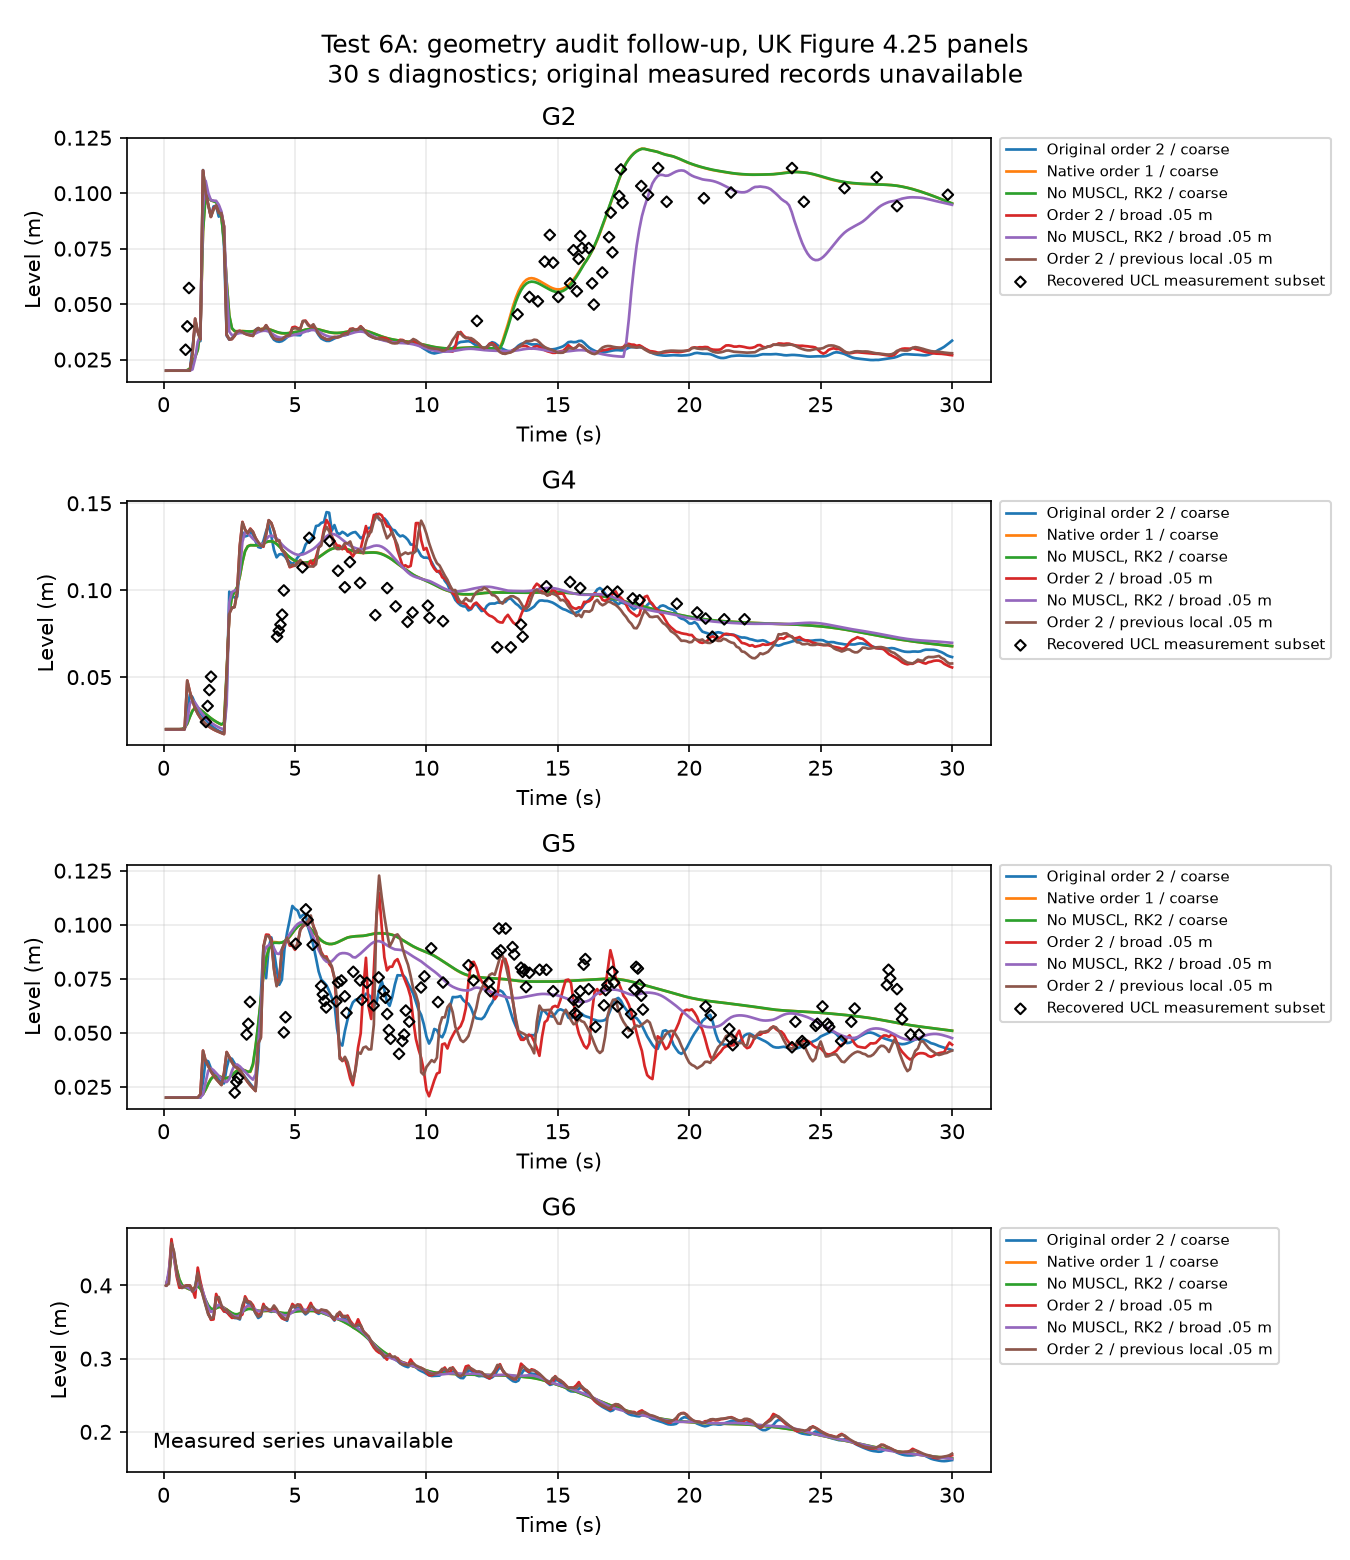 Test 6A: geometry audit follow-up, UK Figure 4.25 panels
30 s diagnostics; original measured records unavailable
G2
Level (m)
0.125
0.100
0.075
0.050
0.025
0 5 10 15 20 25 30
Time (s)
Original order 2 / coarse
Native order 1 / coarse
No MUSCL, RK2 / coarse
Order 2 / broad .05 m
No MUSCL, RK2 / broad .05 m
Order 2 / previous local .05 m
Recovered UCL measurement subset
G4
Level (m)
0.15
0.10
0.05
0 5 10 15 20 25 30
Time (s)
Original order 2 / coarse
Native order 1 / coarse
No MUSCL, RK2 / coarse
Order 2 / broad .05 m
No MUSCL, RK2 / broad .05 m
Order 2 / previous local .05 m
Recovered UCL measurement subset
G5
Level (m)
0.125
0.100
0.075
0.050
0.025
0 5 10 15 20 25 30
Time (s)
Original order 2 / coarse
Native order 1 / coarse
No MUSCL, RK2 / coarse
Order 2 / broad .05 m
No MUSCL, RK2 / broad .05 m
Order 2 / previous local .05 m
Recovered UCL measurement subset
G6
Level (m)
0.4
0.3
0.2
Measured series unavailable
0 5 10 15 20 25 30
Time (s)
Original order 2 / coarse
Native order 1 / coarse
No MUSCL, RK2 / coarse
Order 2 / broad .05 m
No MUSCL, RK2 / broad .05 m
Order 2 / previous local .05 m